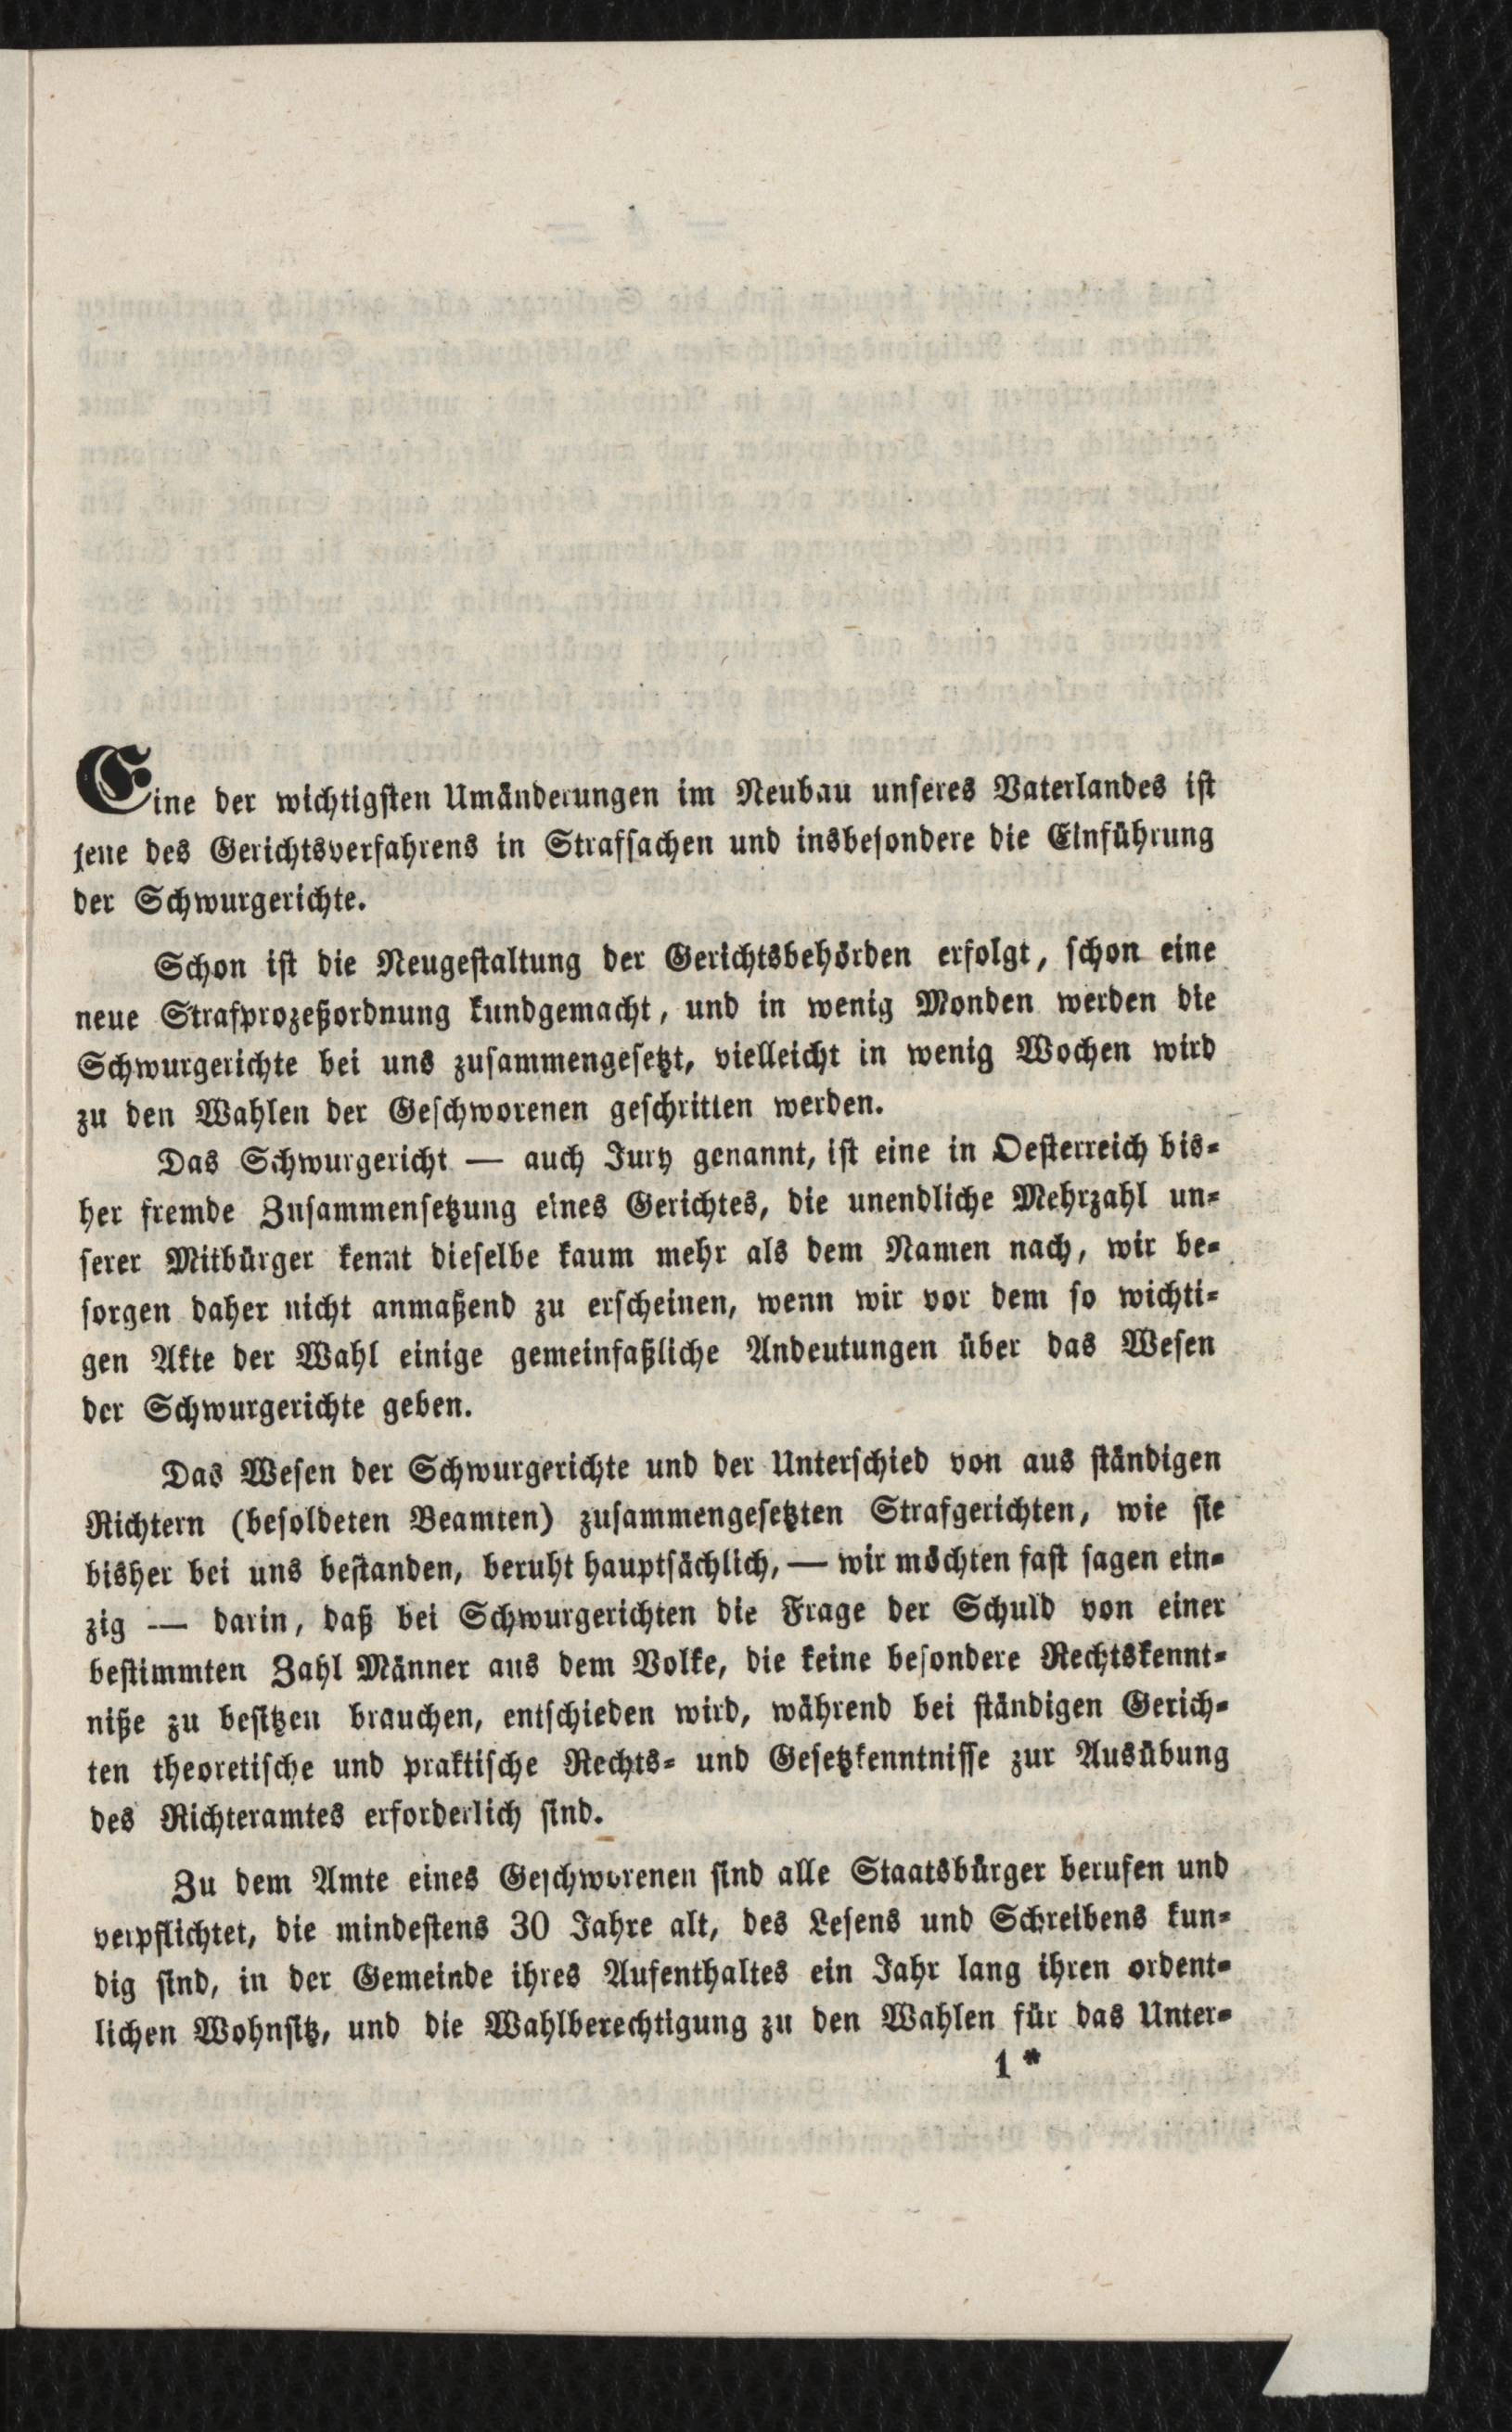 Eine der wichtigsten Umänderungen im Neubau unseres Vaterlandes ist
jene des Gerichtsverfahrens in Strafsachen und insbesondere die Einführung
der Schwurgerichte.
Schon ist die Neugestaltung der Gerichtsbehörden erfolgt, schon eine
neue Strafprozeßordnung kundgemacht, und in wenig Monden werden die
Schwurgerichte bei uns zusammengesetzt, vielleicht in wenig Wochen wird
zu den Wahlen der Geschworenen geschritten werden.
Das Schwurgericht — auch Jury genannt, ist eine in Oesterreich bis-
her fremde Zusammensetzung eines Gerichtes, die unendliche Mehrzahl un-
serer Mitbürger kennt dieselbe kaum mehr als dem Namen nach, wir be-
sorgen daher nicht anmaßend zu erscheinen, wenn wir vor dem so wichti-
gen Akte der Wahl einige gemeinfaßliche Andeutungen über das Wesen
der Schwurgerichte geben.
Das Wesen der Schwurgerichte und der Unterschied von aus ständigen
Richtern (besoldeten Beamten) zusammengesetzten Strafgerichten, wie sie
bisher bei uns bestanden, beruht hauptsächlich, — wir möchten fast sagen ein-
zig — darin, daß bei Schwurgerichten die Frage der Schuld von einer
bestimmten Zahl Männer aus dem Volke, die keine besondere Rechtskennt-
niße zu besitzen brauchen, entschieden wird, während bei ständigen Gerich-
ten theoretische und praktische Rechts- und Gesetzkenntnisse zur Ausübung
des Richteramtes erforderlich sind.
Zu dem Amte eines Geschworenen sind alle Staatsbürger berufen und
verpflichtet, die mindestens 30 Jahre alt, des Lesens und Schreibens kun-
dig sind, in der Gemeinde ihres Aufenthaltes ein Jahr lang ihren ordent-
lichen Wohnsitz, und die Wahlberechtigung zu den Wahlen für das Unter-
1*